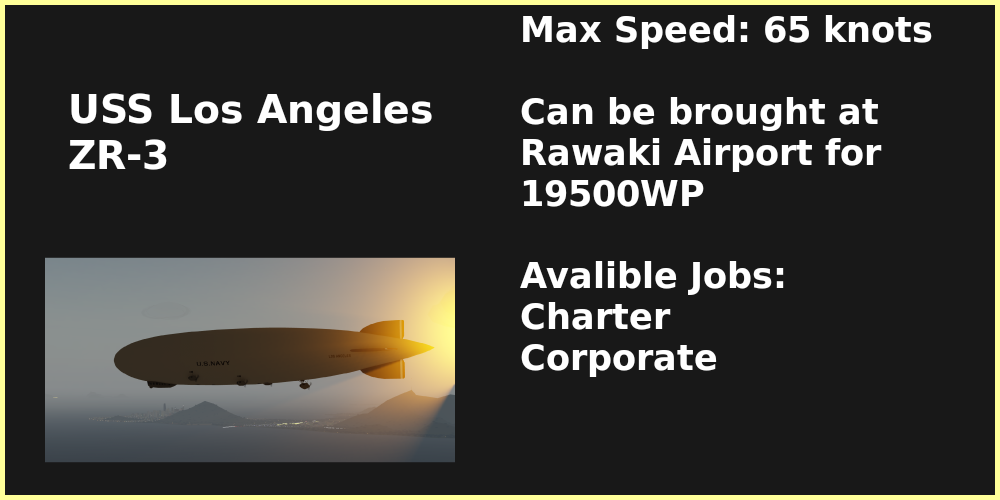 USS Los Angeles
ZR-3
U.S. NAVY
Max Speed: 65 knots
Can be brought at
Rawaki Airport for
19500WP
Avalible Jobs:
Charter
Corporate